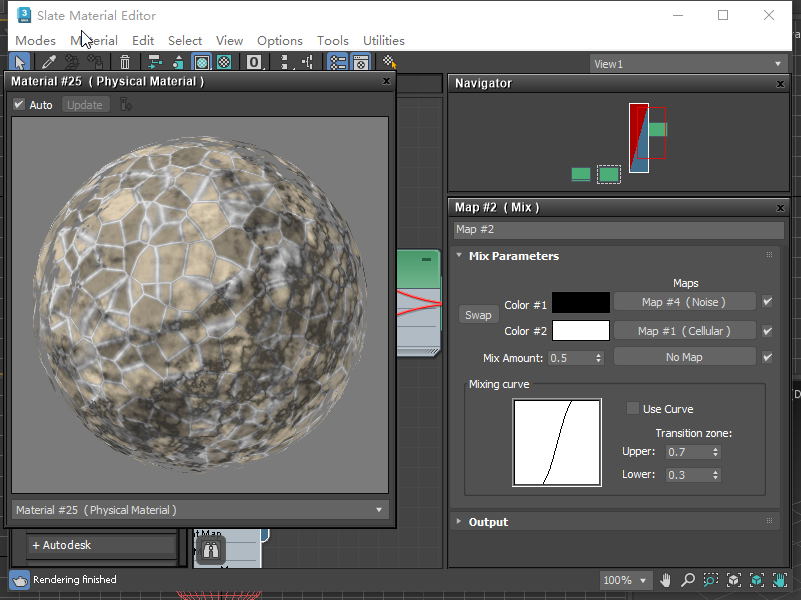 Slate Material Editor
Modes Material Edit Select View Options Tools Utilities
View1
Material #25 ( Physical Material )
Auto Update
Navigator
Map #2 ( Mix )
Map #2
Mix Parameters
Maps
Swap
Color #1 Map #4 ( Noise )
Color #2 Map #1 ( Cellular )
Mix Amount: 0.5 No Map
Mixing curve
Use Curve
Transition zone:
Upper: 0.7
Lower: 0.3
Output
Material #25 ( Physical Material )
+ Autodesk
Rendering finished
100%